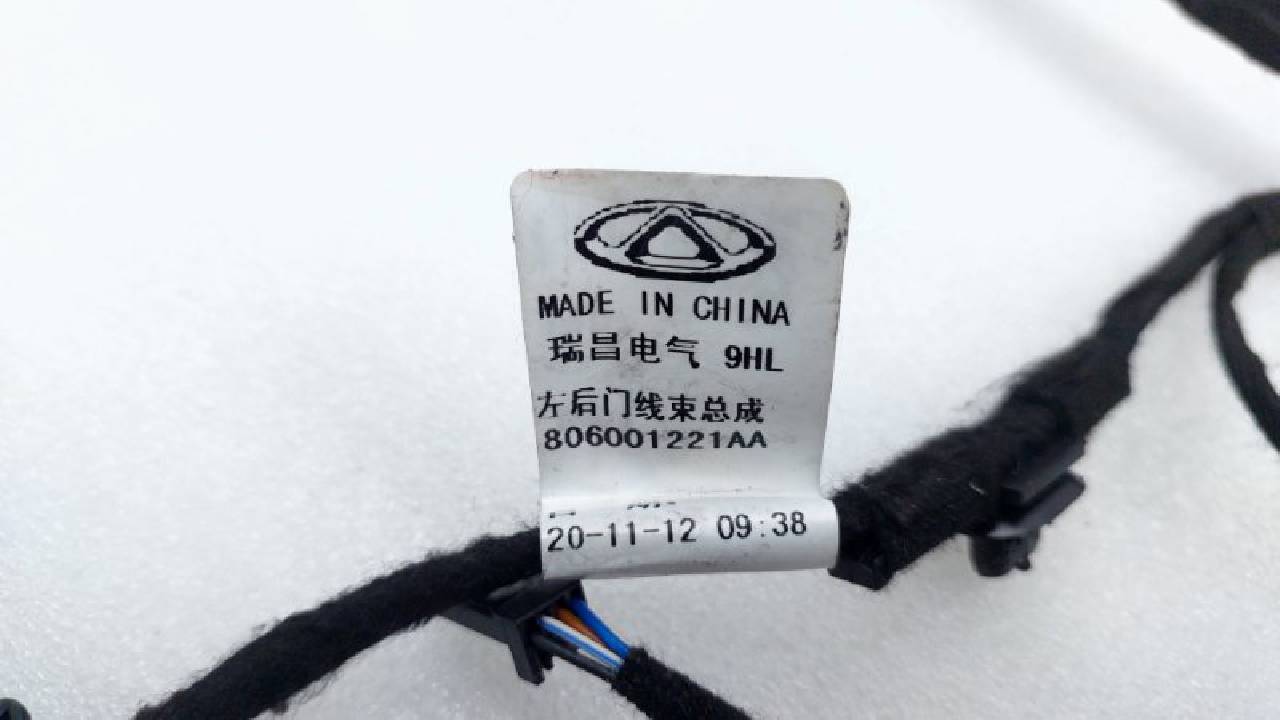 MADE IN CHINA
瑞昌电气 9HL
左后门线束总成
806001221AA
20-11-12 09:38